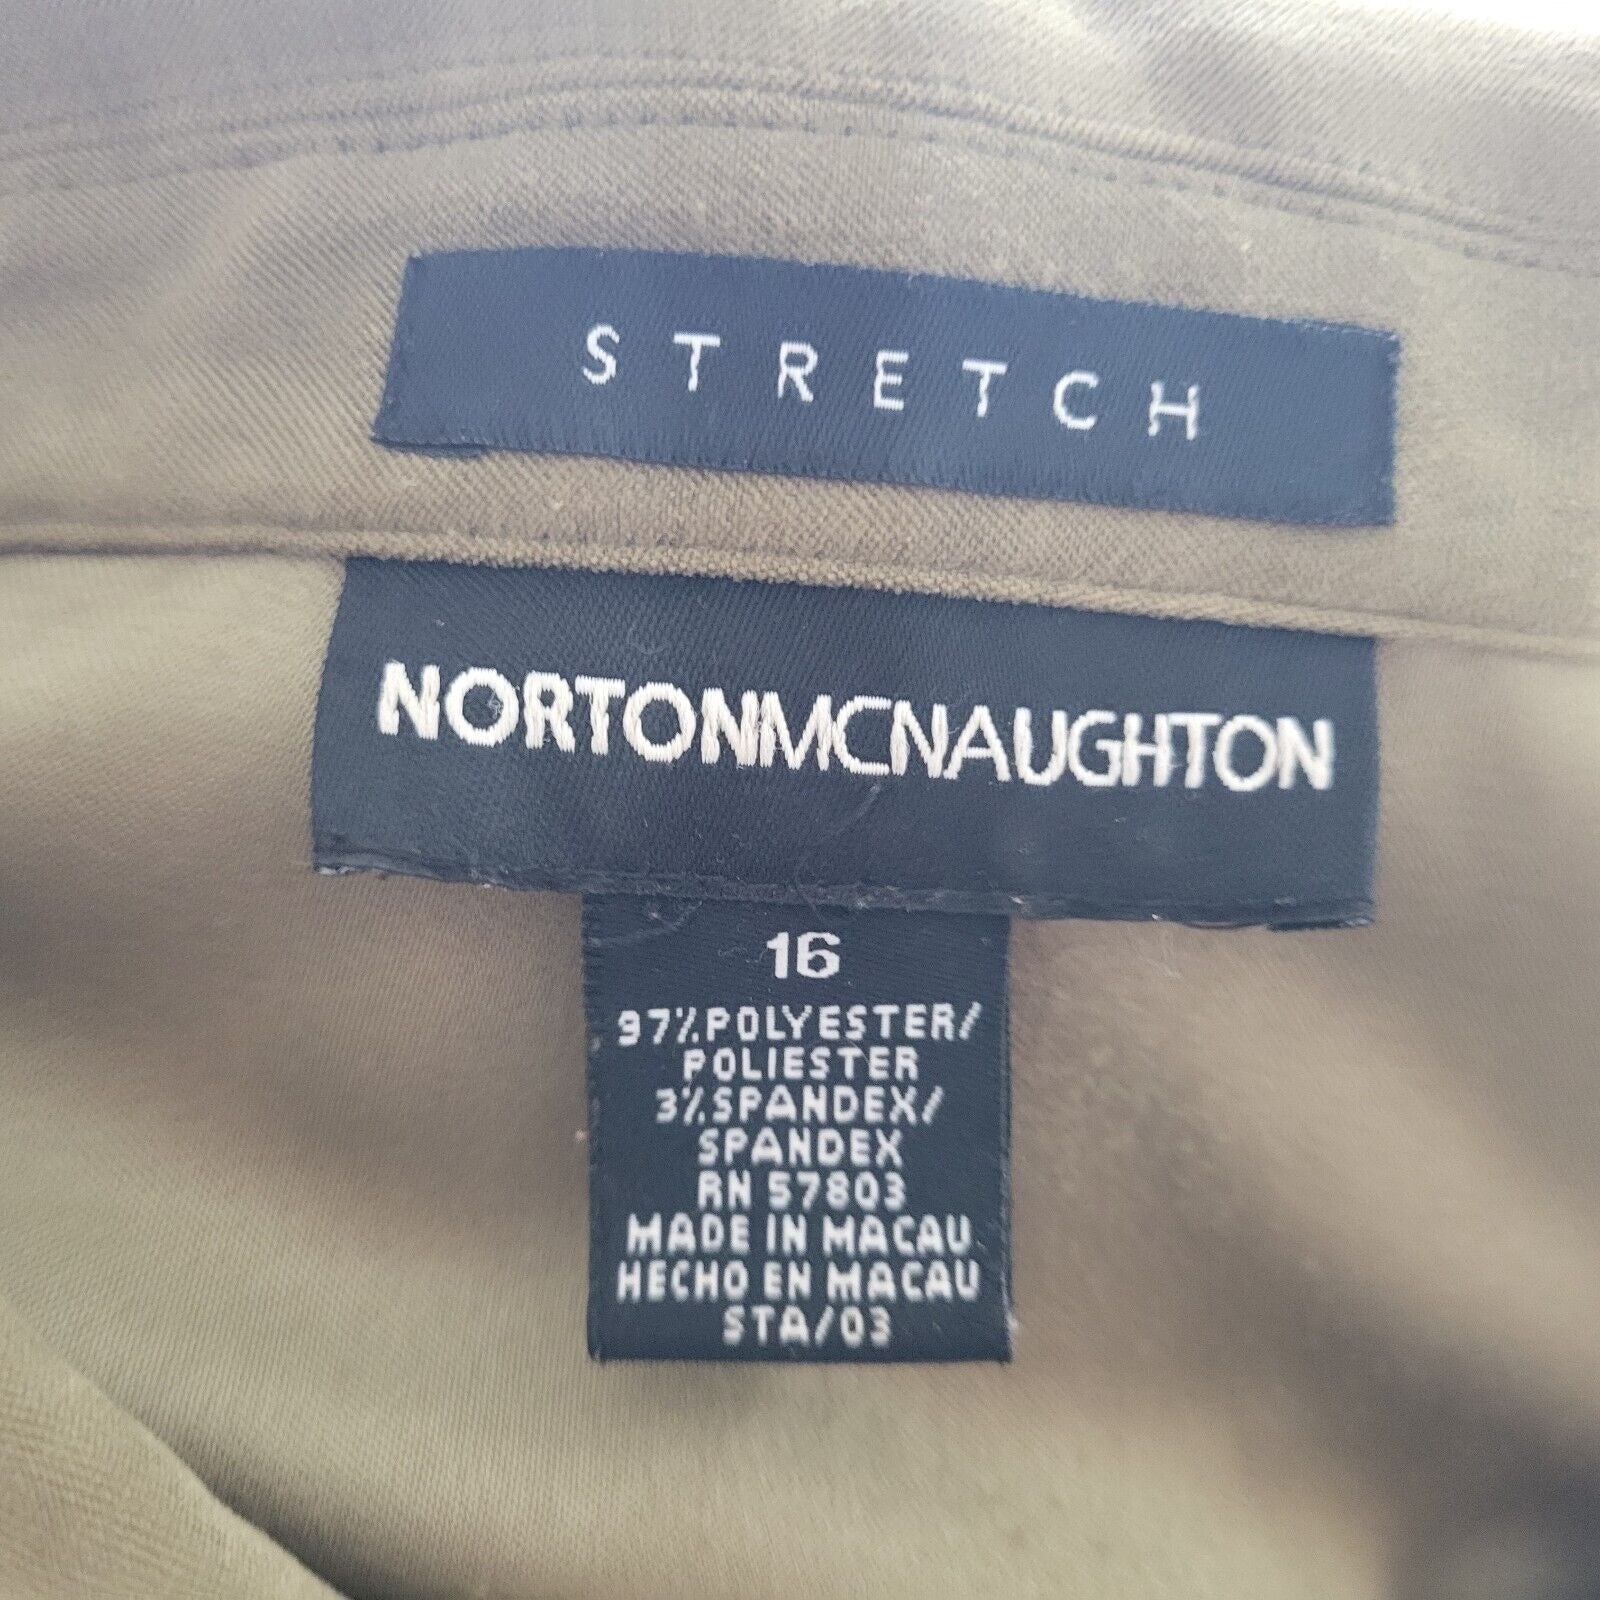 STRETCH
NORTONMCNAUGHTON
16
97%POLYESTER/
POLIESTER
3%SPANDEX/
SPANDEX
RN 57803
MADE IN MACAU
HECHO EN MACAU
STA/03